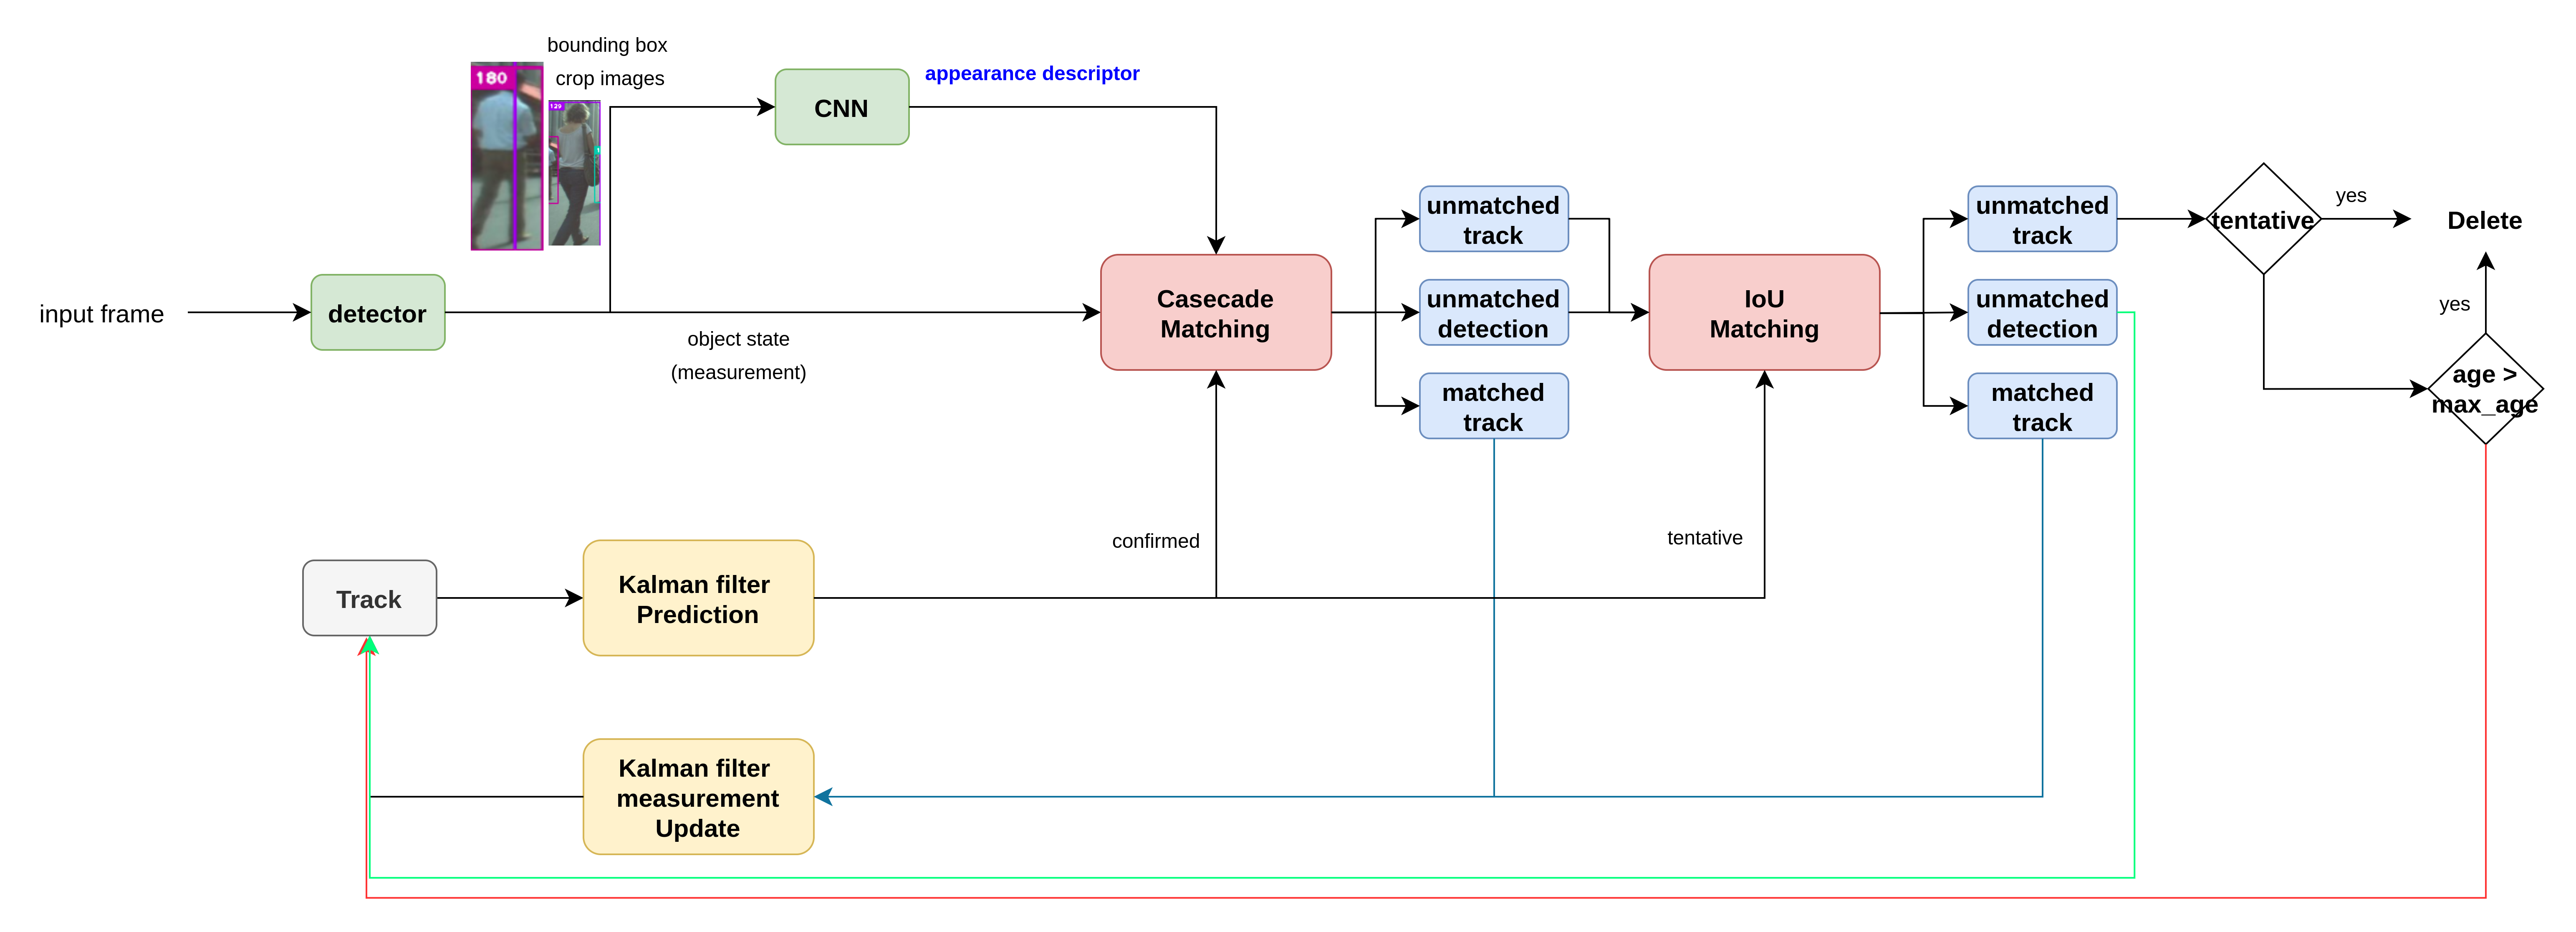 bounding box
crop images
180
129
CNN
appearance descriptor
unmatched
track
unmatched
track
tentative
yes
Delete
input frame
detector
object state
(measurement)
Casecade
Matching
unmatched
detection
IoU
Matching
unmatched
detection
yes
matched
track
matched
track
age >
max_age
confirmed
tentative
Track
Kalman filter
Prediction
Kalman filter
measurement
Update